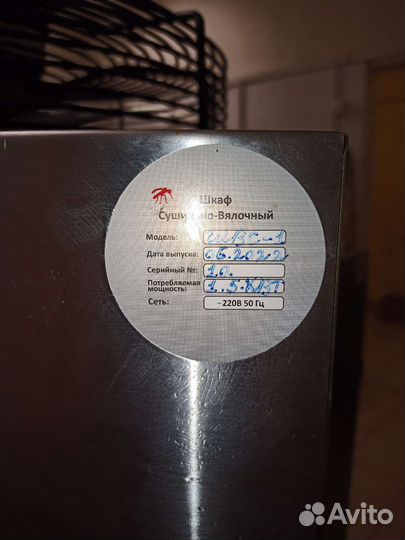 Шкаф
Сушильно-Вялочный
Модель: ШВС-1
Дата выпуска: 06.2022
Серийный №: 10.
Потребляемая мощность: 1.5 КВТ
Сеть: ~220В 50 Гц
Avito